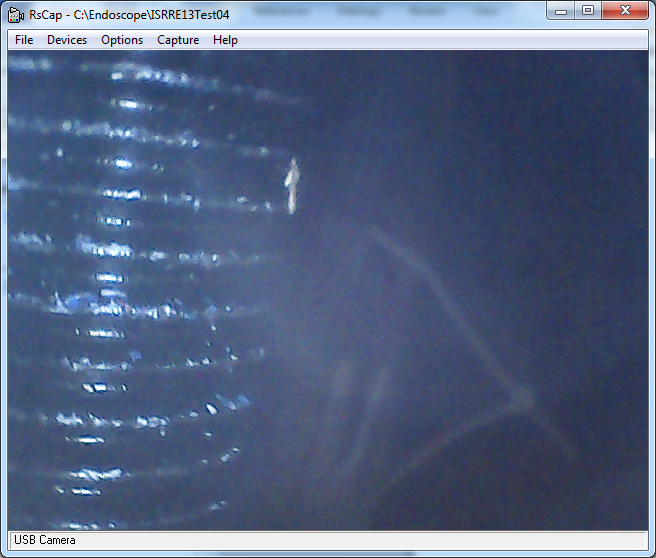 RsCap - C:\Endoscope\ISRRE13Test04
File Devices Options Capture Help
USB Camera